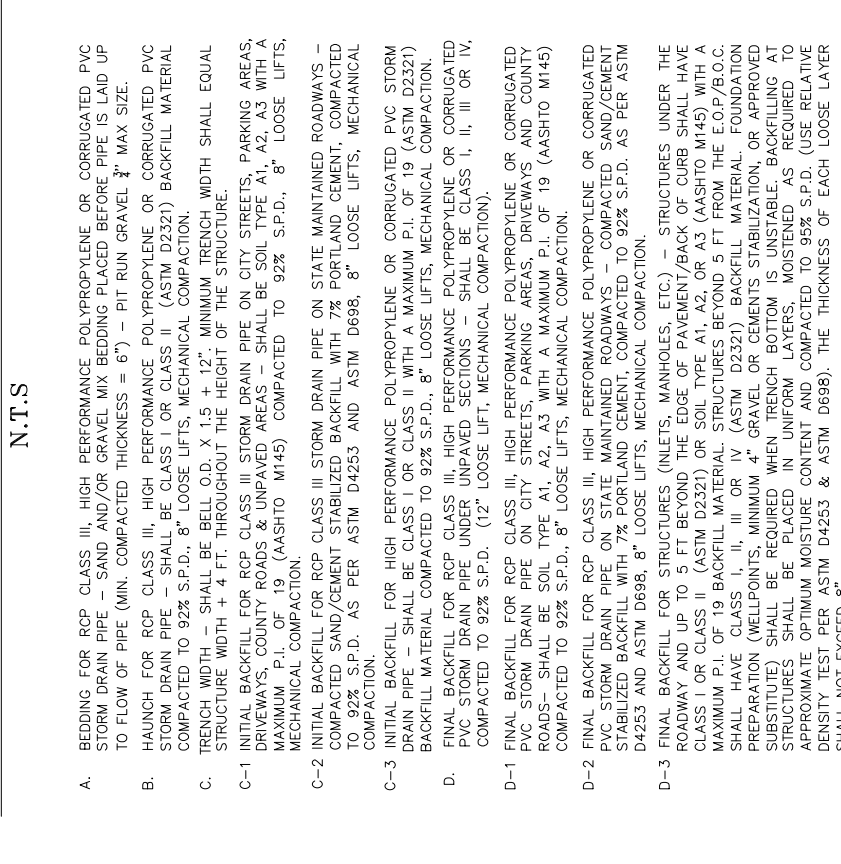 N.T.S
A. BEDDING FOR RCP CLASS III, HIGH PERFORMANCE POLYPROPYLENE OR CORRUGATED PVC
STORM DRAIN PIPE – SAND AND/OR GRAVEL MIX BEDDING PLACED BEFORE PIPE IS LAID UP
TO FLOW OF PIPE (MIN. COMPACTED THICKNESS = 6") – PIT RUN GRAVEL 3/4" MAX SIZE.
B. HAUNCH FOR RCP CLASS III, HIGH PERFORMANCE POLYPROPYLENE OR CORRUGATED PVC
STORM DRAIN PIPE – SHALL BE CLASS I OR CLASS II (ASTM D2321) BACKFILL MATERIAL
COMPACTED TO 92% S.P.D., 8" LOOSE LIFTS, MECHANICAL COMPACTION.
C. TRENCH WIDTH – SHALL BE BELL O.D. X 1.5 + 12". MINIMUM TRENCH WIDTH SHALL EQUAL
STRUCTURE WIDTH + 4 FT. THROUGHOUT THE HEIGHT OF THE STRUCTURE.
C-1 INITIAL BACKFILL FOR RCP CLASS III STORM DRAIN PIPE ON CITY STREETS, PARKING AREAS,
DRIVEWAYS, COUNTY ROADS & UNPAVED AREAS – SHALL BE SOIL TYPE A1, A2, A3 WITH A
MAXIMUM P.I. OF 19 (AASHTO M145) COMPACTED TO 92% S.P.D., 8" LOOSE LIFTS,
MECHANICAL COMPACTION.
C-2 INITIAL BACKFILL FOR RCP CLASS III STORM DRAIN PIPE ON STATE MAINTAINED ROADWAYS –
COMPACTED SAND/CEMENT STABILIZED BACKFILL WITH 7% PORTLAND CEMENT, COMPACTED
TO 92% S.P.D. AS PER ASTM D4253 AND ASTM D698, 8" LOOSE LIFTS, MECHANICAL
COMPACTION.
C-3 INITIAL BACKFILL FOR HIGH PERFORMANCE POLYPROPYLENE OR CORRUGATED PVC STORM
DRAIN PIPE – SHALL BE CLASS I OR CLASS II WITH A MAXIMUM P.I. OF 19 (ASTM D2321)
BACKFILL MATERIAL COMPACTED TO 92% S.P.D., 8" LOOSE LIFTS, MECHANICAL COMPACTION.
D. FINAL BACKFILL FOR RCP CLASS III, HIGH PERFORMANCE POLYPROPYLENE OR CORRUGATED
PVC STORM DRAIN PIPE UNDER UNPAVED SECTIONS – SHALL BE CLASS I, II, III OR IV,
COMPACTED TO 92% S.P.D. (12" LOOSE LIFT, MECHANICAL COMPACTION).
D-1 FINAL BACKFILL FOR RCP CLASS III, HIGH PERFORMANCE POLYPROPYLENE OR CORRUGATED
PVC STORM DRAIN PIPE ON CITY STREETS, PARKING AREAS, DRIVEWAYS AND COUNTY
ROADS– SHALL BE SOIL TYPE A1, A2, A3 WITH A MAXIMUM P.I. OF 19 (AASHTO M145)
COMPACTED TO 92% S.P.D., 8" LOOSE LIFTS, MECHANICAL COMPACTION.
D-2 FINAL BACKFILL FOR RCP CLASS III, HIGH PERFORMANCE POLYPROPYLENE OR CORRUGATED
PVC STORM DRAIN PIPE ON STATE MAINTAINED ROADWAYS – COMPACTED SAND/CEMENT
STABILIZED BACKFILL WITH 7% PORTLAND CEMENT, COMPACTED TO 92% S.P.D. AS PER ASTM
D4253 AND ASTM D698, 8" LOOSE LIFTS, MECHANICAL COMPACTION.
D-3 FINAL BACKFILL FOR STRUCTURES (INLETS, MANHOLES, ETC.) – STRUCTURES UNDER THE
ROADWAY AND UP TO 5 FT BEYOND THE EDGE OF PAVEMENT/BACK OF CURB SHALL HAVE
CLASS I OR CLASS II (ASTM D2321) OR SOIL TYPE A1, A2, OR A3 (AASHTO M145) WITH A
MAXIMUM P.I. OF 19 BACKFILL MATERIAL. STRUCTURES BEYOND 5 FT FROM THE E.O.P/B.O.C.
SHALL HAVE CLASS I, II, III OR IV (ASTM D2321) BACKFILL MATERIAL. FOUNDATION
PREPARATION (WELLPOINTS, MINIMUM 4" GRAVEL OR CEMENTS STABILIZATION, OR APPROVED
SUBSTITUTE) SHALL BE REQUIRED WHEN TRENCH BOTTOM IS UNSTABLE. BACKFILLING AT
STRUCTURES SHALL BE PLACED IN UNIFORM LAYERS, MOISTENED AS REQUIRED TO
APPROXIMATE OPTIMUM MOISTURE CONTENT AND COMPACTED TO 95% S.P.D. (USE RELATIVE
DENSITY TEST PER ASTM D4253 & ASTM D698). THE THICKNESS OF EACH LOOSE LAYER
SHALL NOT EXCEED 8"